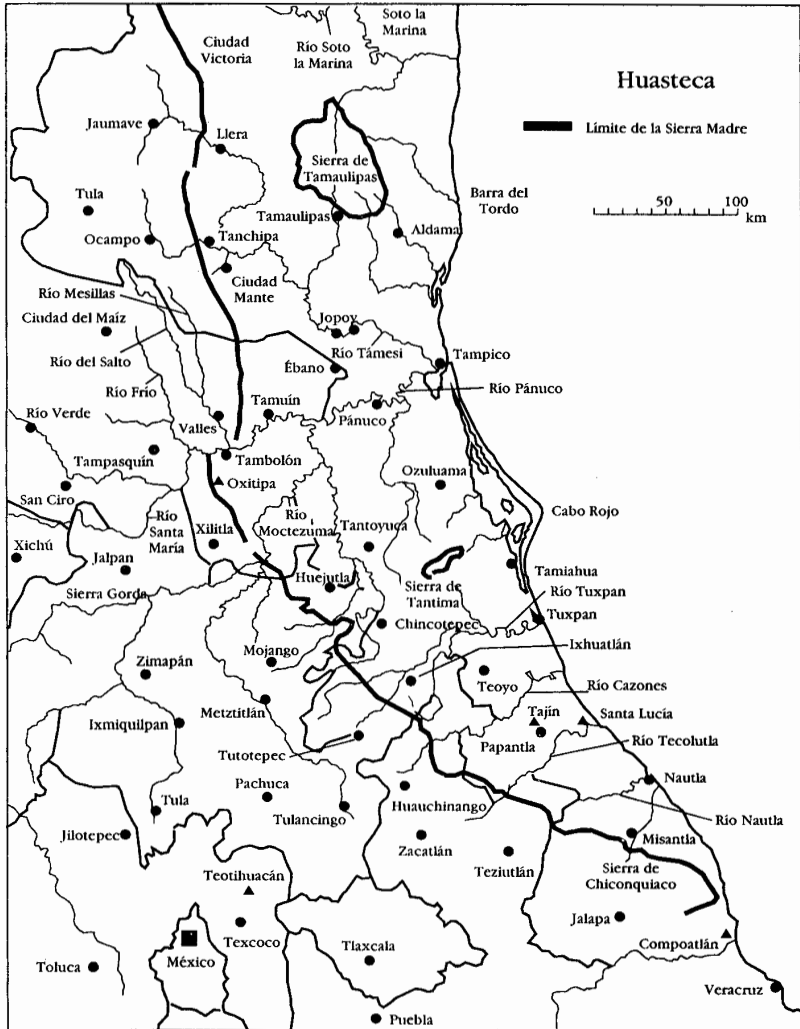 Soto la
Marina
Ciudad
Victoria
Río Soto
la Marina
Huasteca
Límite de la Sierra Madre
Jaumave
Llera
Sierra de
Tamaulipas
Barra del
Tordo
50
100
km
Tula
Tamaulipas
Aldama
Ocampo
Tanchipa
Ciudad
Mante
Río Mesillas
Ciudad del Maíz
Jopoy
Río Támesi
Tampico
Río del Salto
Ébano
Río Frío
Río Pánuco
Tamuín
Río Verde
Valles
Pánuco
Tampasquín
Tambolón
Oxitipa
Ozuluama
San Ciro
Río
Santa
María
Río
Moctezuma
Cabo Rojo
Xichú
Xilitla
Tantoyuca
Jalpan
Tamiahua
Sierra Gorda
Huejutla
Sierra de
Tantima
Río Tuxpan
Tuxpan
Chincotepec
Ixhuatlán
Mojango
Zimapán
Teoyo
Río Cazones
Metztitlán
Tajín
Santa Lucía
Ixmiquilpan
Papantla
Río Tecolutla
Tutotepec
Nautla
Pachuca
Huauchinango
Río Nautla
Tula
Tulancingo
Jilotepec
Zacatlán
Misantla
Teziutlán
Sierra de
Chiconquiaco
Teotihuacán
Jalapa
Texcoco
Tlaxcala
Compoatlán
México
Toluca
Veracruz
Puebla